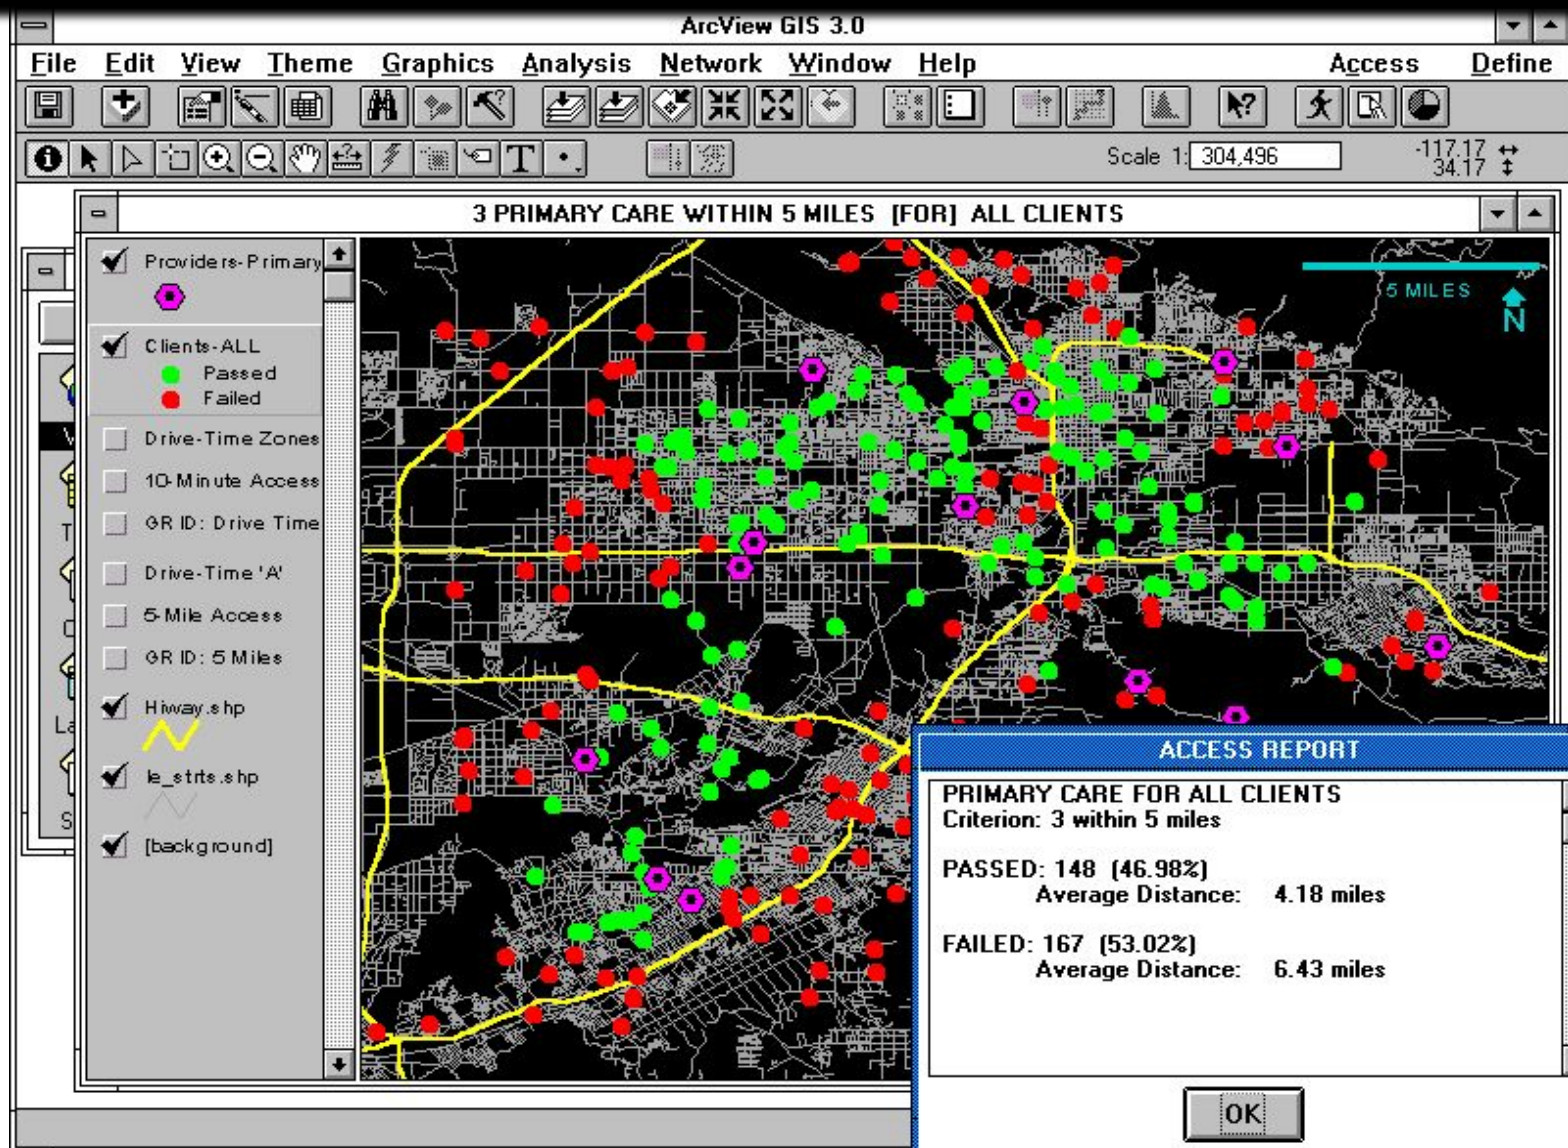 ArcView GIS 3.0
File Edit View Theme Graphics Analysis Network Window Help Access Define
Scale 1: 304,496
-117.17
34.17
3 PRIMARY CARE WITHIN 5 MILES [FOR] ALL CLIENTS
Providers-Primary
Clients-ALL
Passed
Failed
Drive-Time Zones
10-Minute Access
GRID: Drive Time
Drive-Time 'A'
5-Mile Access
GRID: 5 Miles
Hiway.shp
le_strts.shp
[background]
5 MILES
N
ACCESS REPORT
PRIMARY CARE FOR ALL CLIENTS
Criterion: 3 within 5 miles
PASSED: 148 (46.98%)
Average Distance: 4.18 miles
FAILED: 167 (53.02%)
Average Distance: 6.43 miles
OK